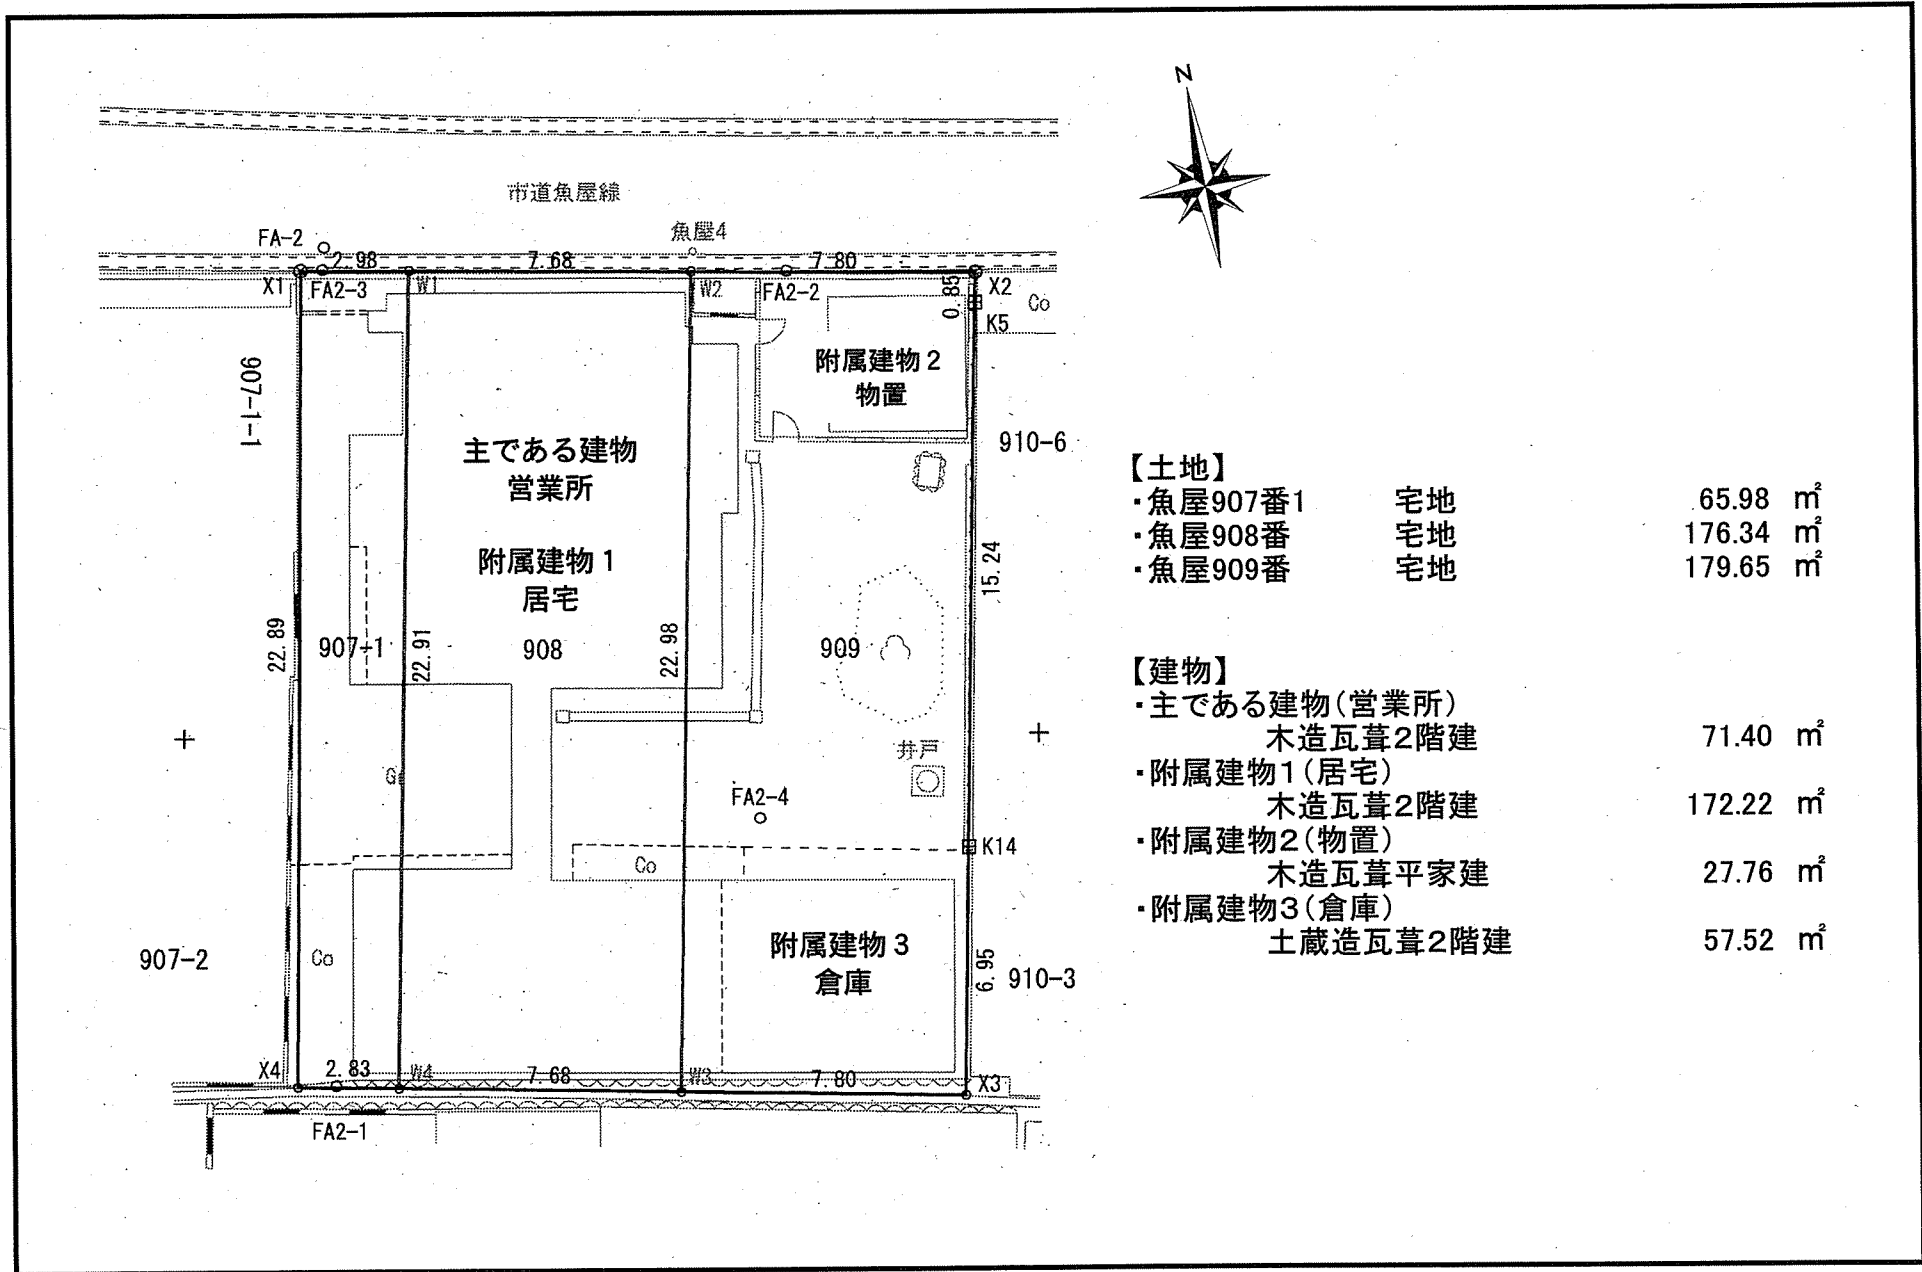 N
市道魚屋線
魚屋4
FA-2
2.98
7.68
7.80
X1
FA2-3
W1
W2
FA2-2
0.85
X2
Co
K5
附属建物2
物置
907-1-1
910-6
主である建物
営業所
附属建物1
居宅
15.24
22.89
907-1
22.91
908
22.98
909
井戸
FA2-4
K14
Co
附属建物3
倉庫
907-2
Co
6.95
910-3
X4
2.83
W4
7.68
W3
7.80
X3
FA2-1
【土地】
・魚屋907番1 宅地 65.98 ㎡
・魚屋908番 宅地 176.34 ㎡
・魚屋909番 宅地 179.65 ㎡
【建物】
・主である建物(営業所)
木造瓦葺2階建 71.40 ㎡
・附属建物1(居宅)
木造瓦葺2階建 172.22 ㎡
・附属建物2(物置)
木造瓦葺平家建 27.76 ㎡
・附属建物3(倉庫)
土蔵造瓦葺2階建 57.52 ㎡